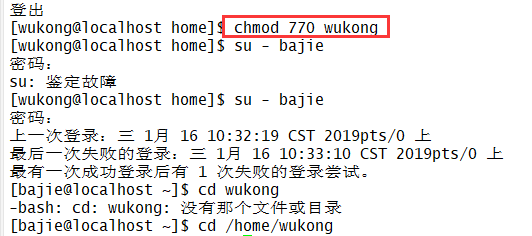 登出
[wukong@localhost home]$ chmod 770 wukong
[wukong@localhost home]$ su - bajie
密码：
su: 鉴定故障
[wukong@localhost home]$ su - bajie
密码：
上一次登录：三 1月 16 10:32:19 CST 2019pts/0 上
最后一次失败的登录：三 1月 16 10:33:10 CST 2019pts/0 上
最有一次成功登录后有 1 次失败的登录尝试。
[bajie@localhost ~]$ cd wukong
-bash: cd: wukong: 没有那个文件或目录
[bajie@localhost ~]$ cd /home/wukong